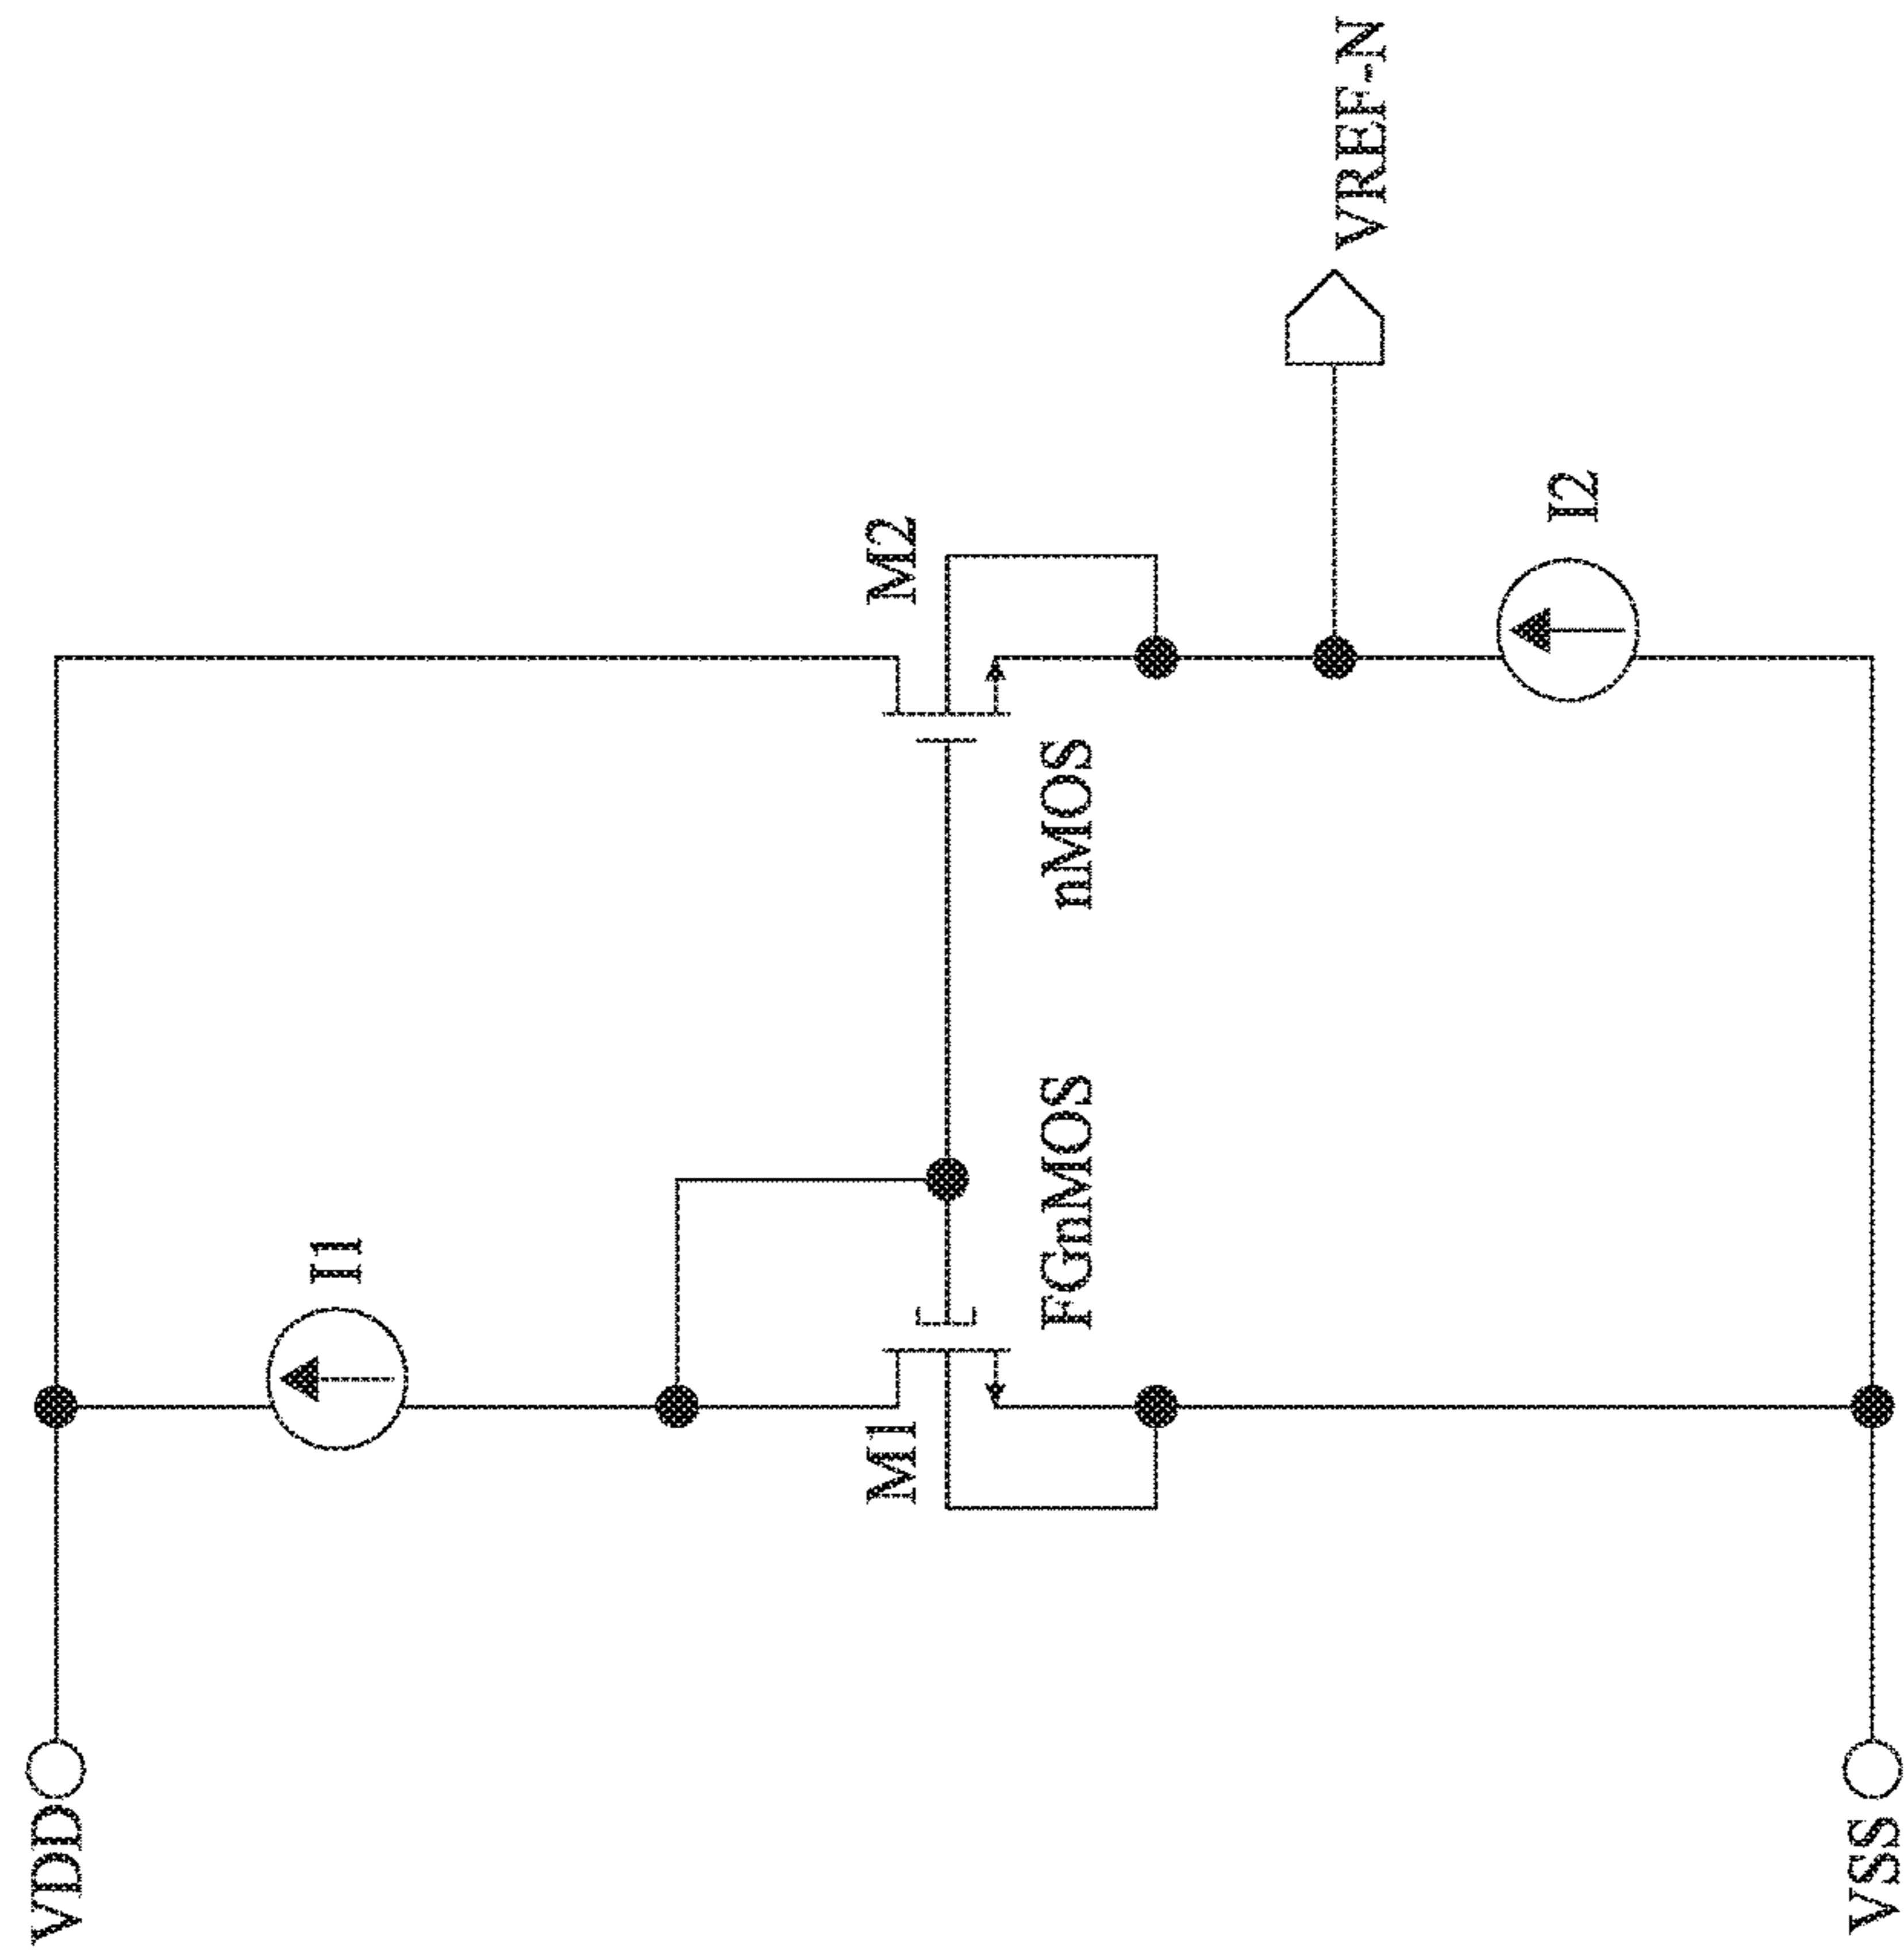 VDD
I1
M1
M2
FGnMOS
nMOS
VREF-N
I2
VSS